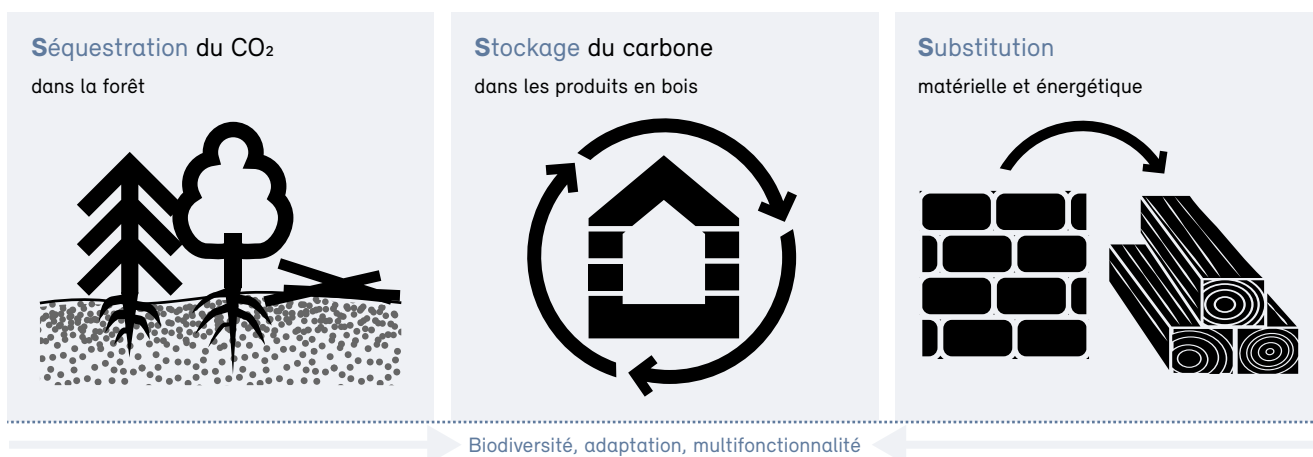 Séquestration du CO₂
dans la forêt
Stockage du carbone
dans les produits en bois
Substitution
matérielle et énergétique
Biodiversité, adaptation, multifonctionnalité